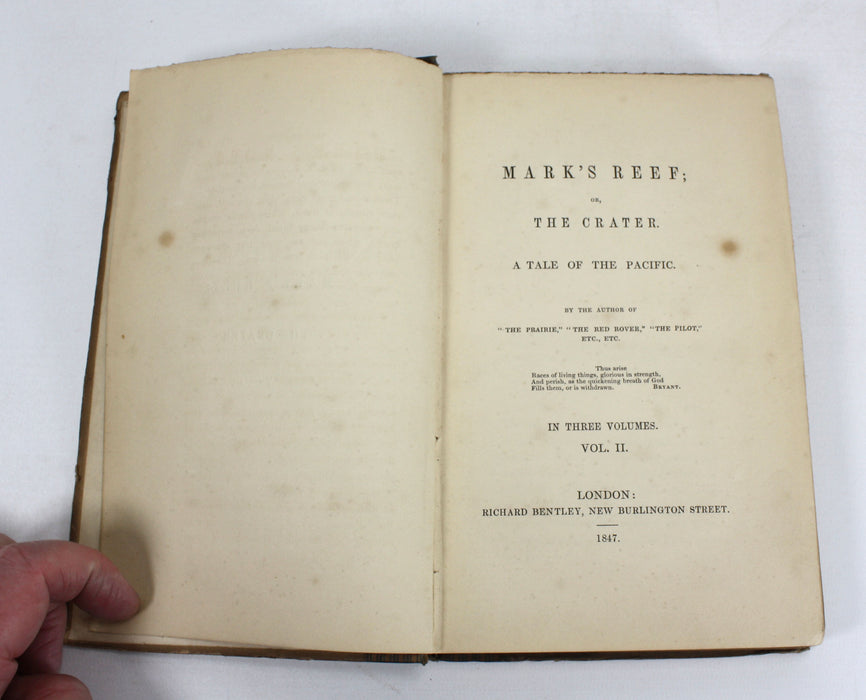 MARK'S REEF;
OR,
THE CRATER.
A TALE OF THE PACIFIC.
BY THE AUTHOR OF
"THE PRAIRIE," "THE RED ROVER," "THE PILOT,"
ETC., ETC.
Thus arise
Races of living things, glorious in strength,
And perish, as the quickening breath of God
Fills them, or is withdrawn. BRYANT.
IN THREE VOLUMES.
VOL. II.
LONDON:
RICHARD BENTLEY, NEW BURLINGTON STREET.
1847.